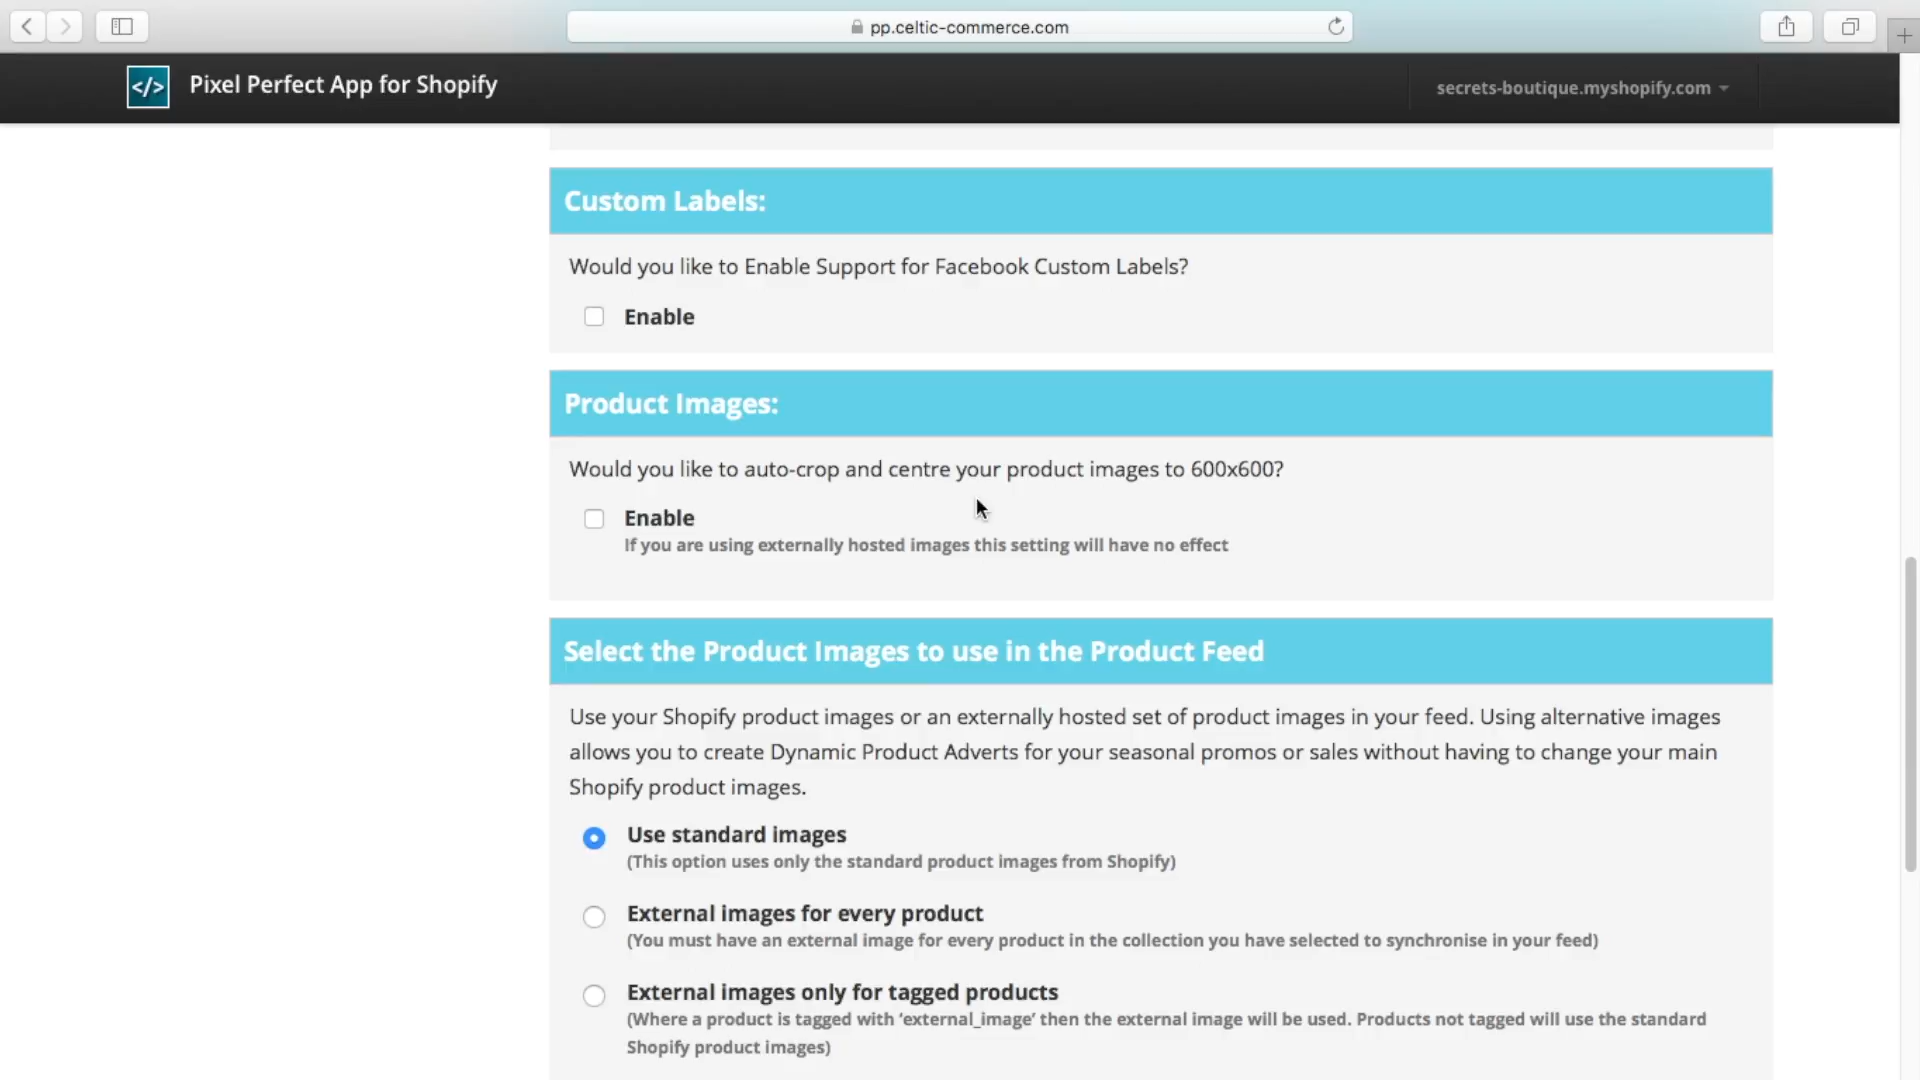 pp.celtic-commerce.com
</> Pixel Perfect App for Shopify
secrets-boutique.myshopify.com
Custom Labels:
Would you like to Enable Support for Facebook Custom Labels?
Enable
Product Images:
Would you like to auto-crop and centre your product images to 600x600?
Enable
If you are using externally hosted images this setting will have no effect
Select the Product Images to use in the Product Feed
Use your Shopify product images or an externally hosted set of product images in your feed. Using alternative images
allows you to create Dynamic Product Adverts for your seasonal promos or sales without having to change your main
Shopify product images.
Use standard images
(This option uses only the standard product images from Shopify)
External images for every product
(You must have an external image for every product in the collection you have selected to synchronise in your feed)
External images only for tagged products
(Where a product is tagged with ‘external_image’ then the external image will be used. Products not tagged will use the standard
Shopify product images)